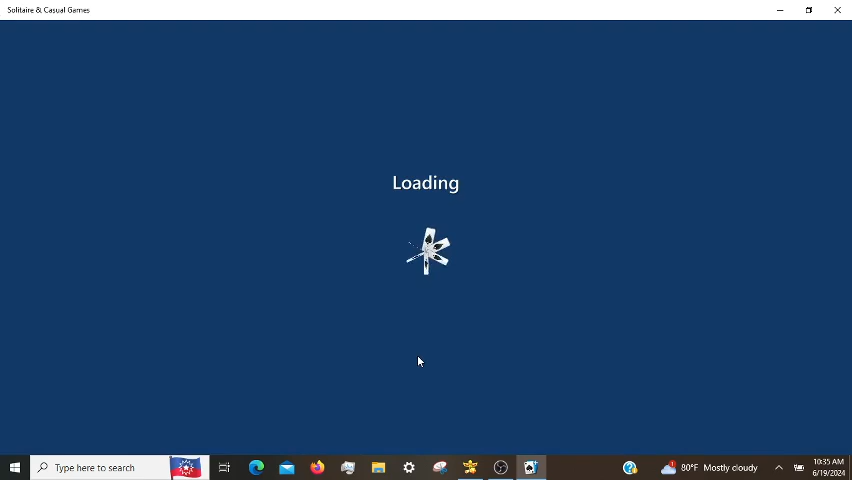 Solitaire & Casual Games
Loading
Type here to search
80°F Mostly cloudy
10:35 AM
6/19/2024